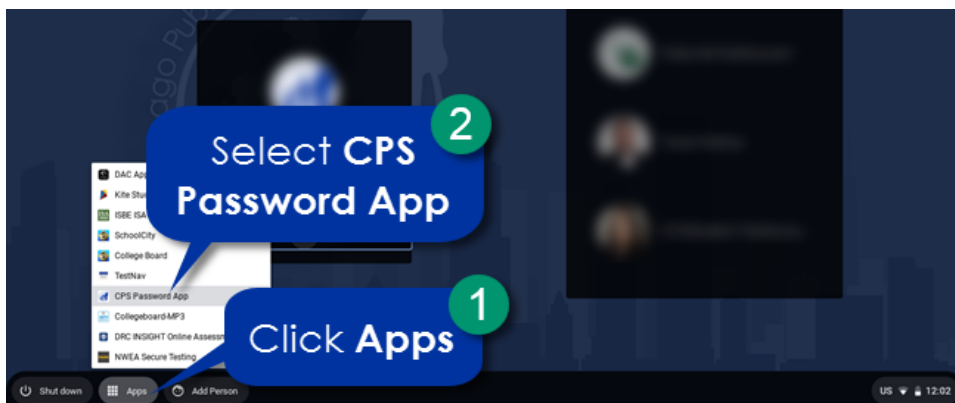 ago Pu
2
Select CPS
Password App
DAC App
Kite Stu
ISBE ISA
SchoolCity
College Board
TestNav
CPS Password App
Collegeboard-MP3
DRC INSIGHT Online Assessm
NWEA Secure Testing
1
Click Apps
Shut down
Apps
Add Person
US
12:02